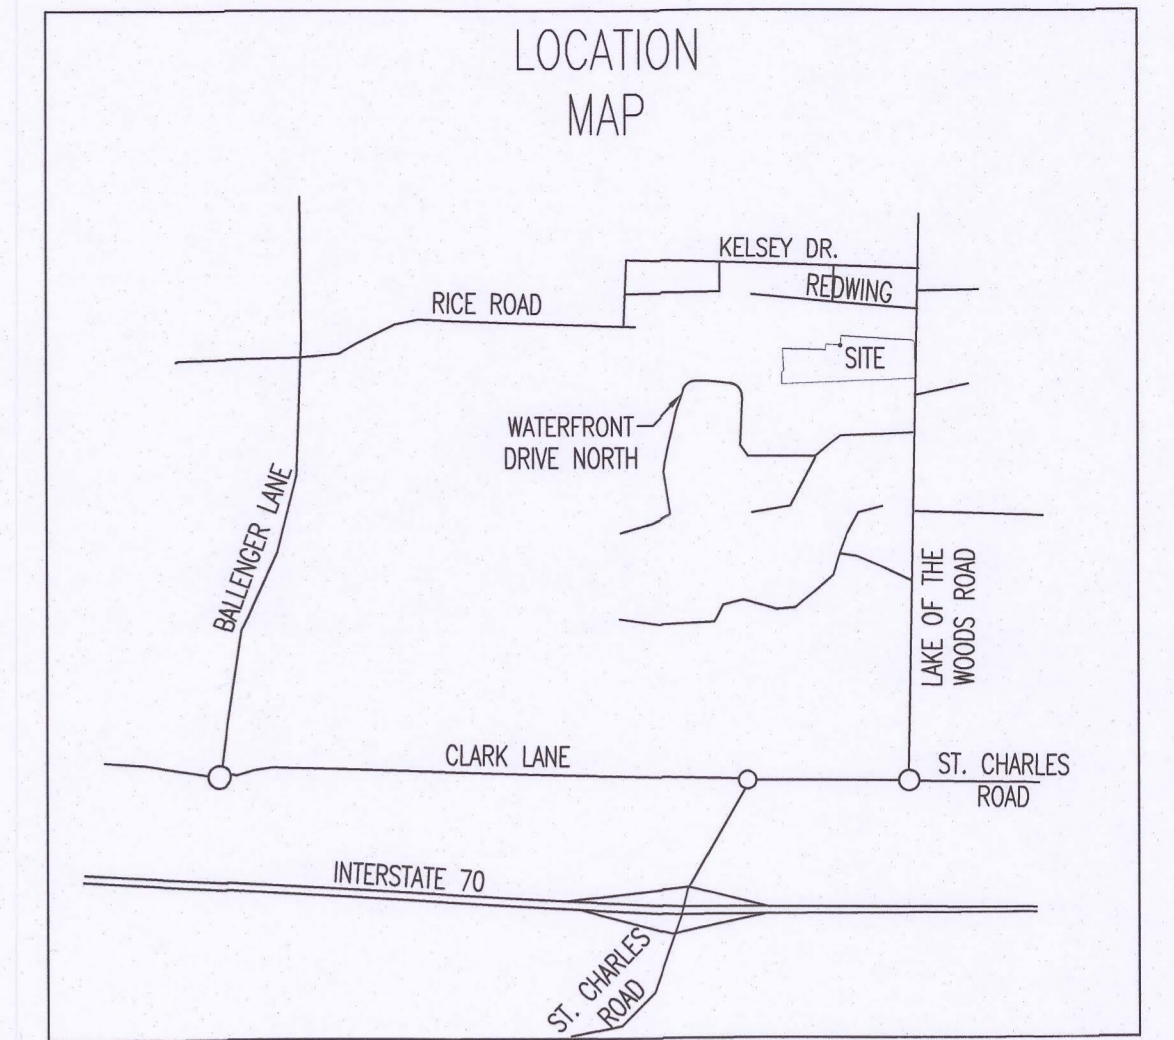 LOCATION
MAP
KELSEY DR.
REDWING
RICE ROAD
SITE
WATERFRONT
DRIVE NORTH
BALLENGER LANE
LAKE OF THE
WOODS ROAD
CLARK LANE
ST. CHARLES
ROAD
INTERSTATE 70
ST. CHARLES
ROAD